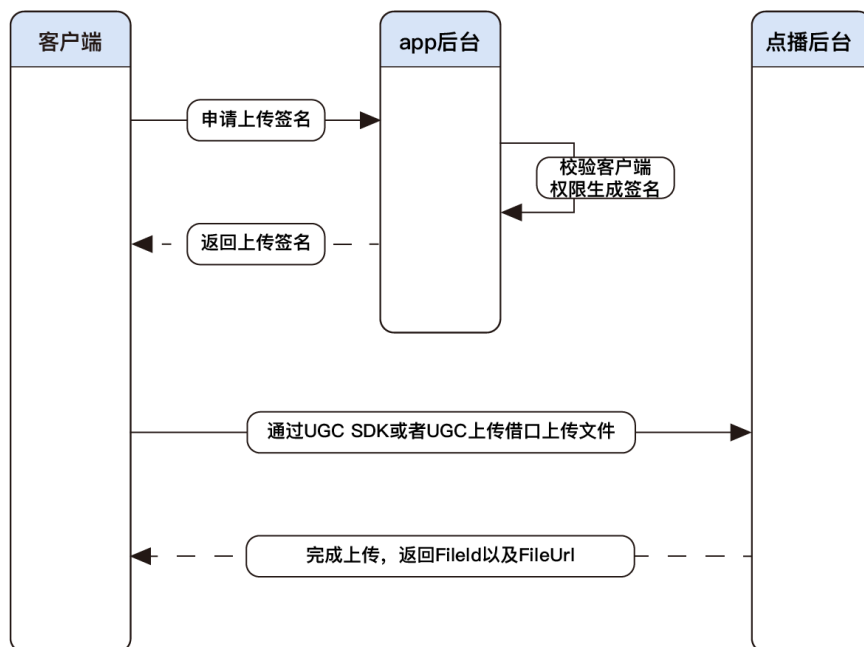 客户端
app后台
点播后台
申请上传签名
校验客户端
权限生成签名
返回上传签名
通过UGC SDK或者UGC上传借口上传文件
完成上传，返回FileId以及FileUrl